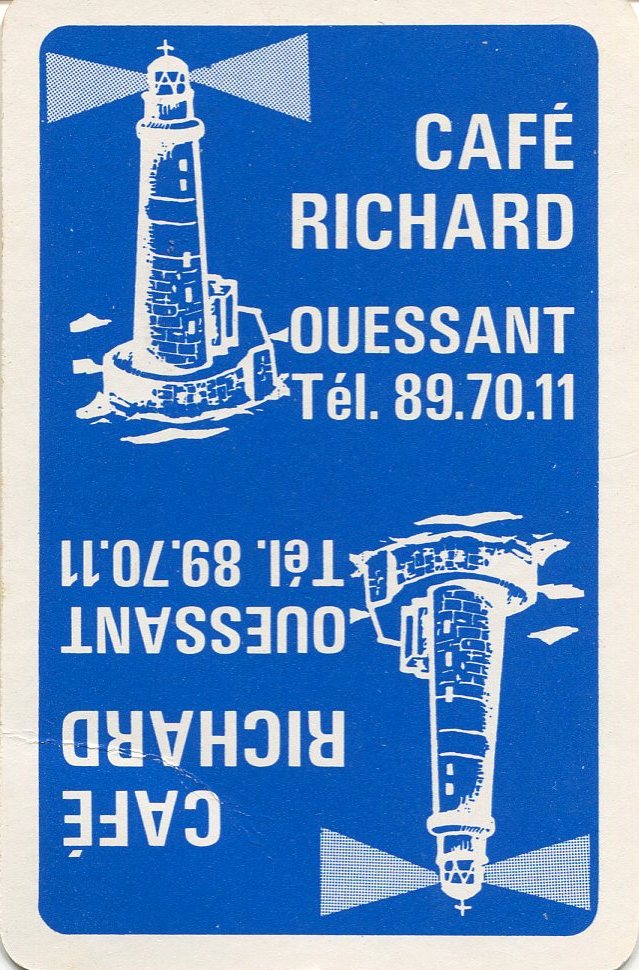 CAFÉ
RICHARD
OUESSANT
Tél. 89.70.11
CAFÉ
RICHARD
OUESSANT
Tél. 89.70.11